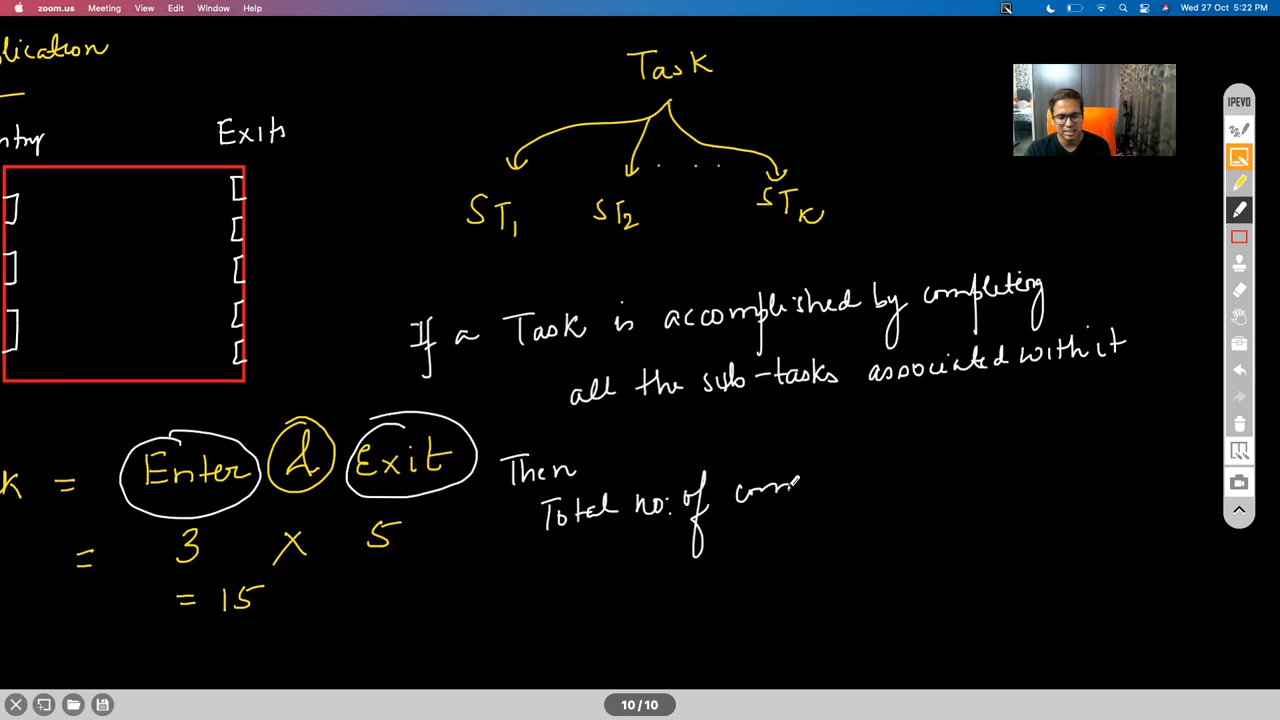 zoom.us Meeting View Edit Window Help
Wed 27 Oct 5:22 PM
lication
Task
IPEVO
ntry Exit
ST1 ST2 . . . STK
If a Task is accomplished by completing
all the sub-tasks associated with it
k = Enter & Exit
Then
Total no: of com
= 3 x 5
= 15
10/10